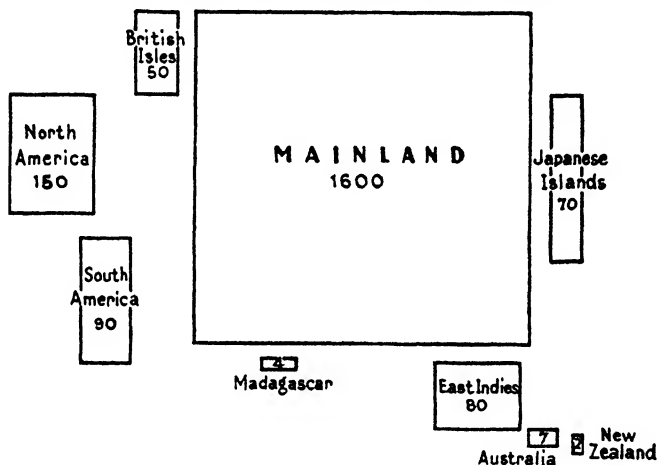 British
Isles
50
North
America
150
MAINLAND
1600
Japanese
Islands
70
South
America
90
4
Madagascar
East Indies
80
7
Australia
2
New
Zealand